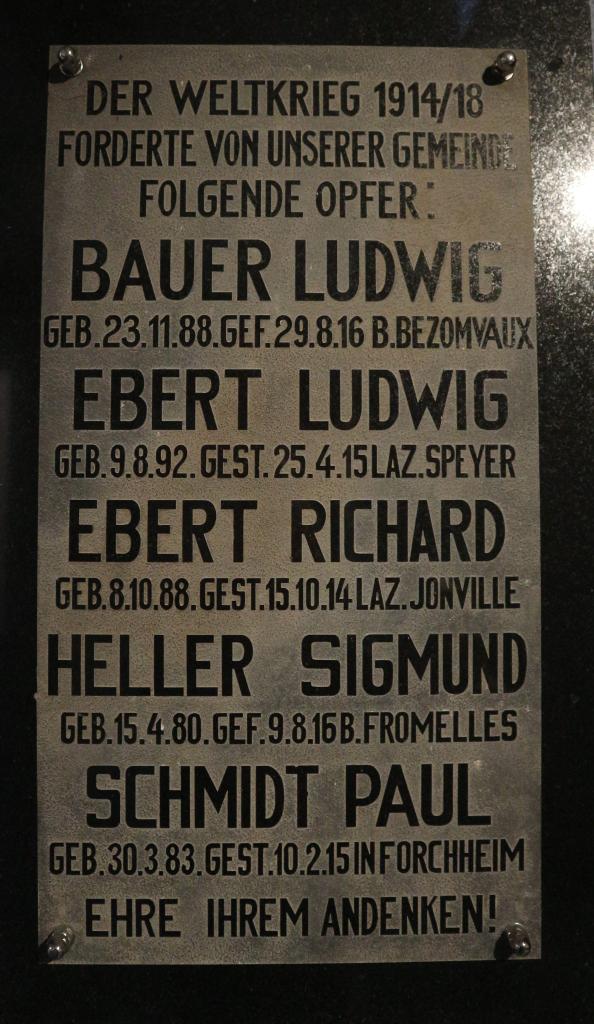 DER WELTKRIEG 1914/18
FORDERTE VON UNSERER GEMEINDE
FOLGENDE OPFER:
BAUER LUDWIG
GEB.23.11.88.GEF.29.8.16 B.BEZOMVAUX
EBERT LUDWIG
GEB.9.8.92.GEST.25.4.15 LAZ.SPEYER
EBERT RICHARD
GEB.8.10.88.GEST.15.10.14 LAZ.JONVILLE
HELLER SIGMUND
GEB.15.4.80.GEF.9.8.16 B.FROMELLES
SCHMIDT PAUL
GEB.30.3.83.GEST.10.2.15 IN FORCHHEIM
EHRE IHREM ANDENKEN!